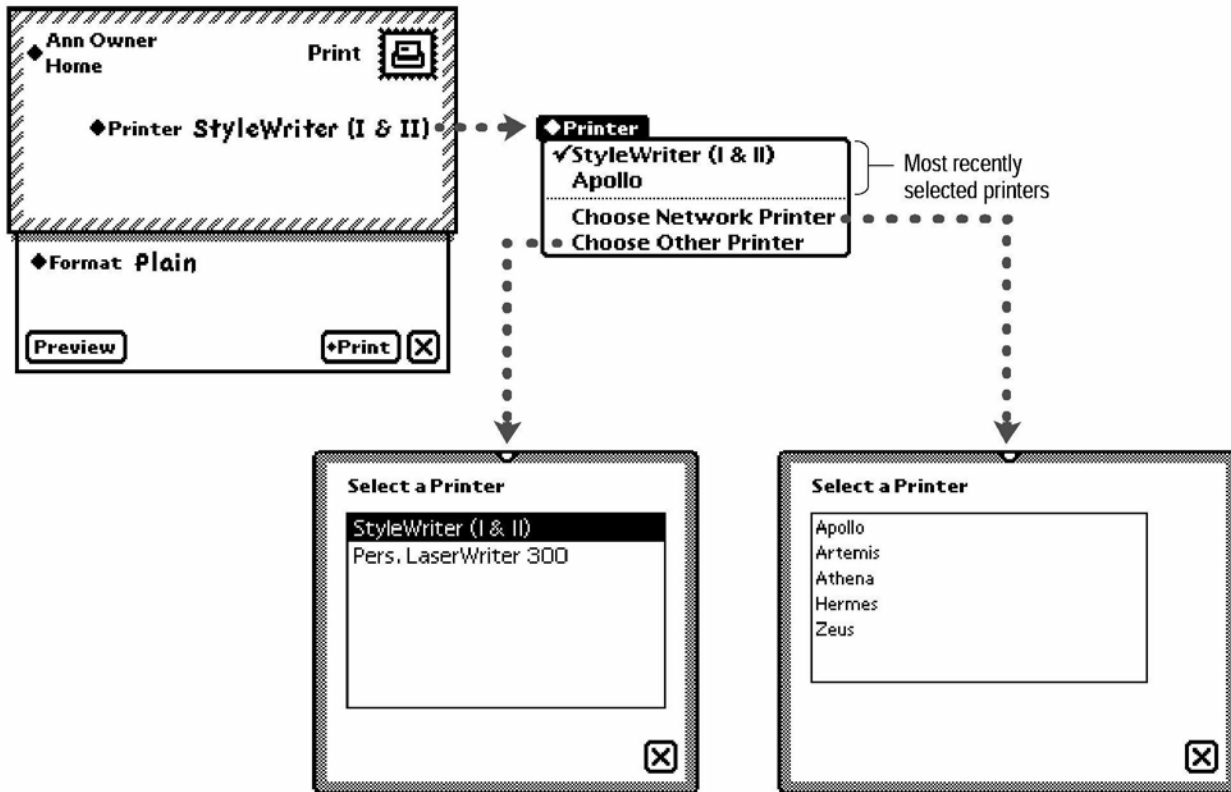 ◆Ann Owner
Home
Print
◆Printer StyleWriter (I & II)
◆Format Plain
Preview
◆Print
◆Printer
✓StyleWriter (I & II)
Apollo
Choose Network Printer
Choose Other Printer
Most recently
selected printers
Select a Printer
StyleWriter (I & II)
Pers. LaserWriter 300
Select a Printer
Apollo
Artemis
Athena
Hermes
Zeus